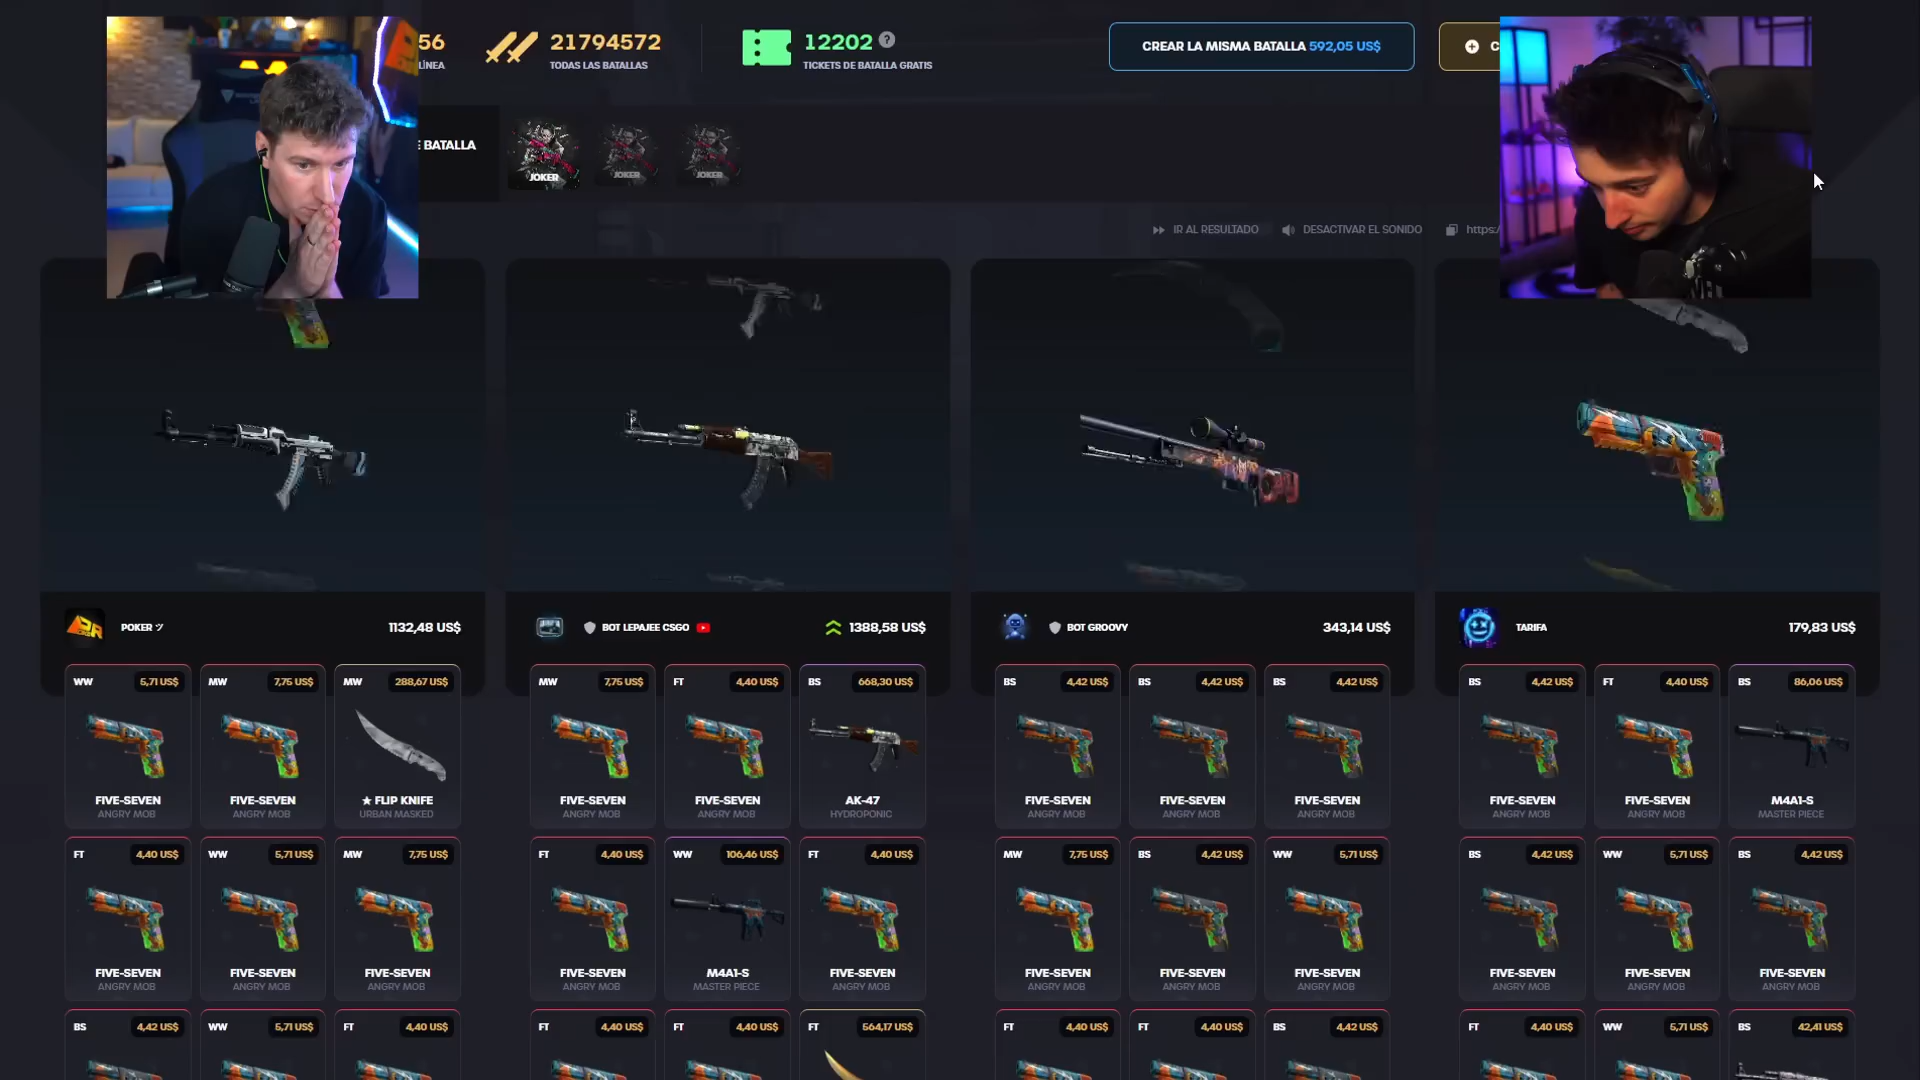 56
LÍNEA
21794572
TODAS LAS BATALLAS
12202
?
TICKETS DE BATALLA GRATIS
CREAR LA MISMA BATALLA 592,05 US$
C
E BATALLA
JOKER
JOKER
JOKER
IR AL RESULTADO
DESACTIVAR EL SONIDO
https:/
POKER ツ
1132,48 US$
BOT LEPAJEE CSGO
1388,58 US$
BOT GROOVY
343,14 US$
TARIFA
179,83 US$
WW 5,71 US$
MW 7,75 US$
MW 288,67 US$
MW 7,75 US$
FT 4,40 US$
BS 668,30 US$
BS 4,42 US$
BS 4,42 US$
BS 4,42 US$
BS 4,42 US$
FT 4,40 US$
BS 86,06 US$
FIVE-SEVEN
ANGRY MOB
FIVE-SEVEN
ANGRY MOB
★ FLIP KNIFE
URBAN MASKED
FIVE-SEVEN
ANGRY MOB
FIVE-SEVEN
ANGRY MOB
AK-47
HYDROPONIC
FIVE-SEVEN
ANGRY MOB
FIVE-SEVEN
ANGRY MOB
FIVE-SEVEN
ANGRY MOB
FIVE-SEVEN
ANGRY MOB
FIVE-SEVEN
ANGRY MOB
M4A1-S
MASTER PIECE
FT 4,40 US$
WW 5,71 US$
MW 7,75 US$
FT 4,40 US$
WW 106,46 US$
FT 4,40 US$
MW 7,75 US$
BS 4,42 US$
WW 5,71 US$
BS 4,42 US$
WW 5,71 US$
BS 4,42 US$
FIVE-SEVEN
ANGRY MOB
FIVE-SEVEN
ANGRY MOB
FIVE-SEVEN
ANGRY MOB
FIVE-SEVEN
ANGRY MOB
M4A1-S
MASTER PIECE
FIVE-SEVEN
ANGRY MOB
FIVE-SEVEN
ANGRY MOB
FIVE-SEVEN
ANGRY MOB
FIVE-SEVEN
ANGRY MOB
FIVE-SEVEN
ANGRY MOB
FIVE-SEVEN
ANGRY MOB
FIVE-SEVEN
ANGRY MOB
BS 4,42 US$
WW 5,71 US$
FT 4,40 US$
FT 4,40 US$
FT 4,40 US$
FT 564,17 US$
FT 4,40 US$
FT 4,40 US$
BS 4,42 US$
FT 4,40 US$
WW 5,71 US$
BS 42,41 US$